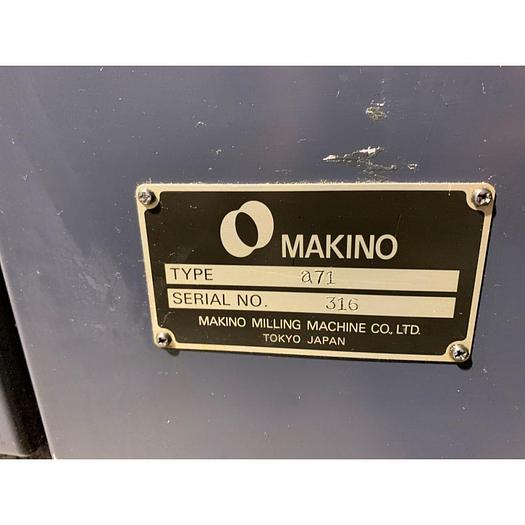 MAKINO
TYPE a71
SERIAL NO. 316
MAKINO MILLING MACHINE CO., LTD.
TOKYO JAPAN